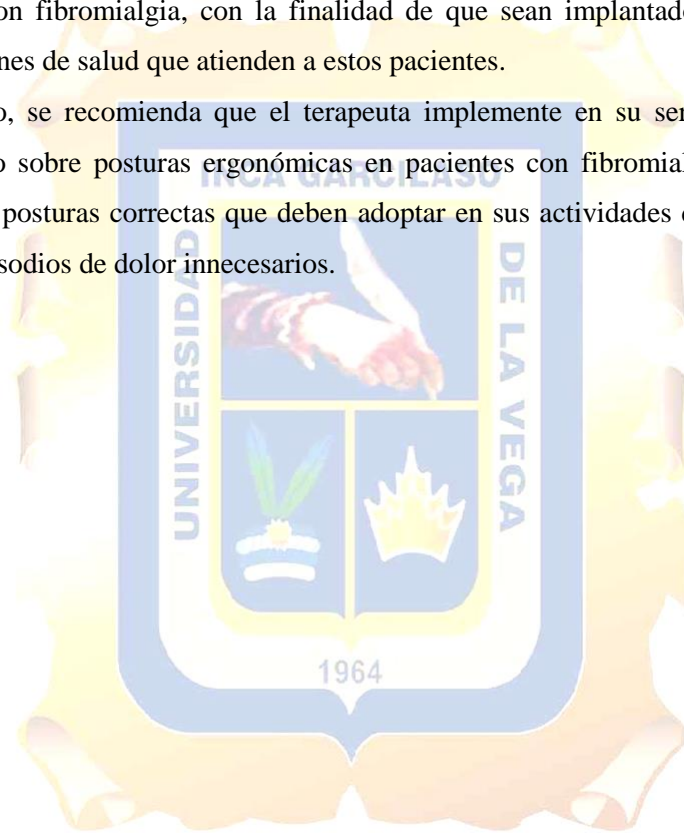 on fibromialgia, con la finalidad de que sean implantado
nes de salud que atienden a estos pacientes.
o, se recomienda que el terapeuta implemente en su ser
o sobre posturas ergonómicas en pacientes con fibromial
posturas correctas que deben adoptar en sus actividades
sodios de dolor innecesarios.
INCA GARCILASO
UNIVERSIDAD
DE LA VEGA
1964